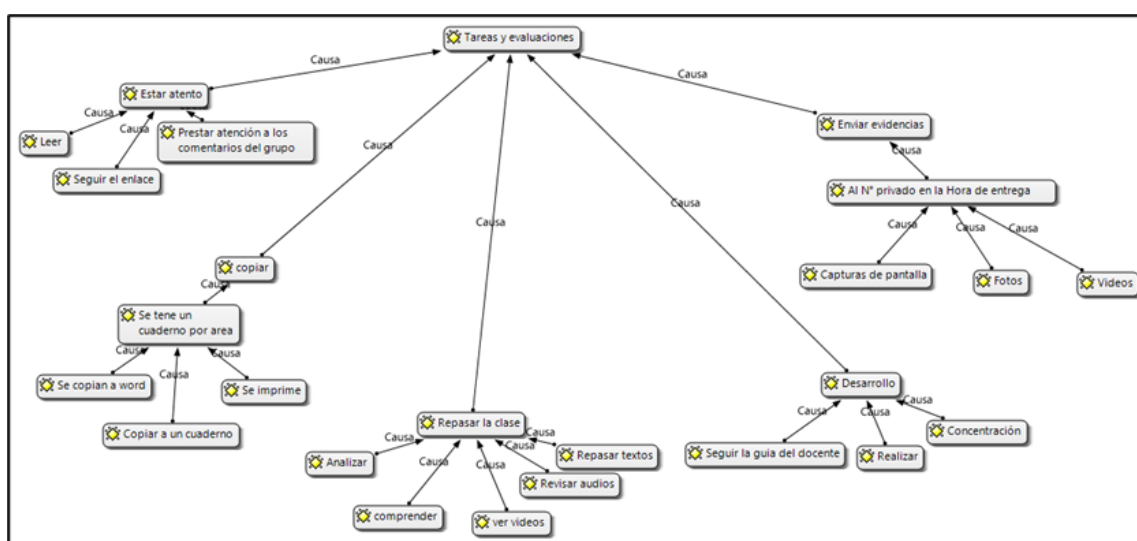 Tareas y evaluaciones
Causa
Causa
Estar atento
Causa
Causa
Leer
Prestar atención a los
comentarios del grupo
Seguir el enlace
Enviar evidencias
Causa
Al N° privado en la Hora de entrega
Causa
Causa
Causa
Capturas de pantalla
Fotos
Videos
Causa
Causa
Causa
copiar
Causa
Se tene un
cuaderno por area
Causa
Causa
Causa
Se copian a word
Se imprime
Copiar a un cuaderno
Repasar la clase
Causa
Causa
Causa
Causa
Causa
Analizar
Repasar textos
Revisar audios
comprender
ver videos
Desarrollo
Causa
Causa
Causa
Concentración
Seguir la guia del docente
Realizar